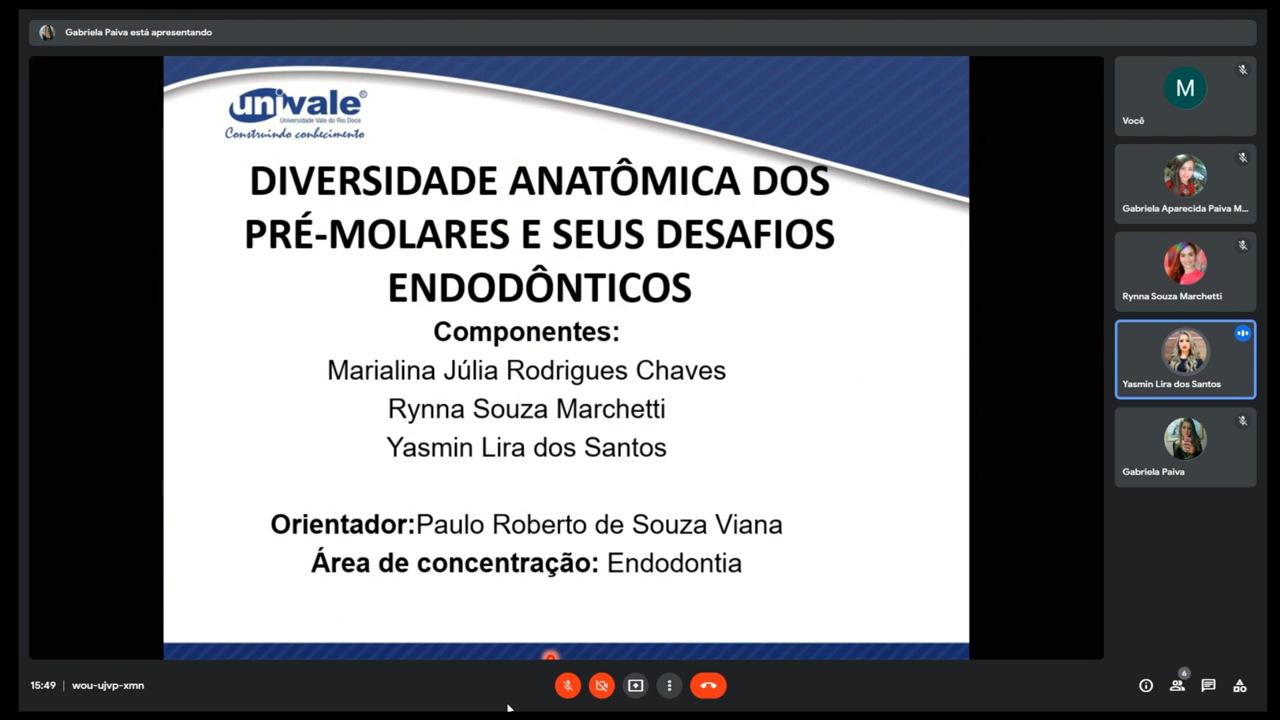 Gabriela Paiva está apresentando
univale
Universidade Vale do Rio Doce
Construindo conhecimento
DIVERSIDADE ANATÔMICA DOS
PRÉ-MOLARES E SEUS DESAFIOS
ENDODÔNTICOS
Componentes:
Marialina Júlia Rodrigues Chaves
Rynna Souza Marchetti
Yasmin Lira dos Santos
Orientador:Paulo Roberto de Souza Viana
Área de concentração: Endodontia
M
Você
Gabriela Aparecida Paiva M...
Rynna Souza Marchetti
Yasmin Lira dos Santos
Gabriela Paiva
15:49 | wou-ujvp-xmn
6